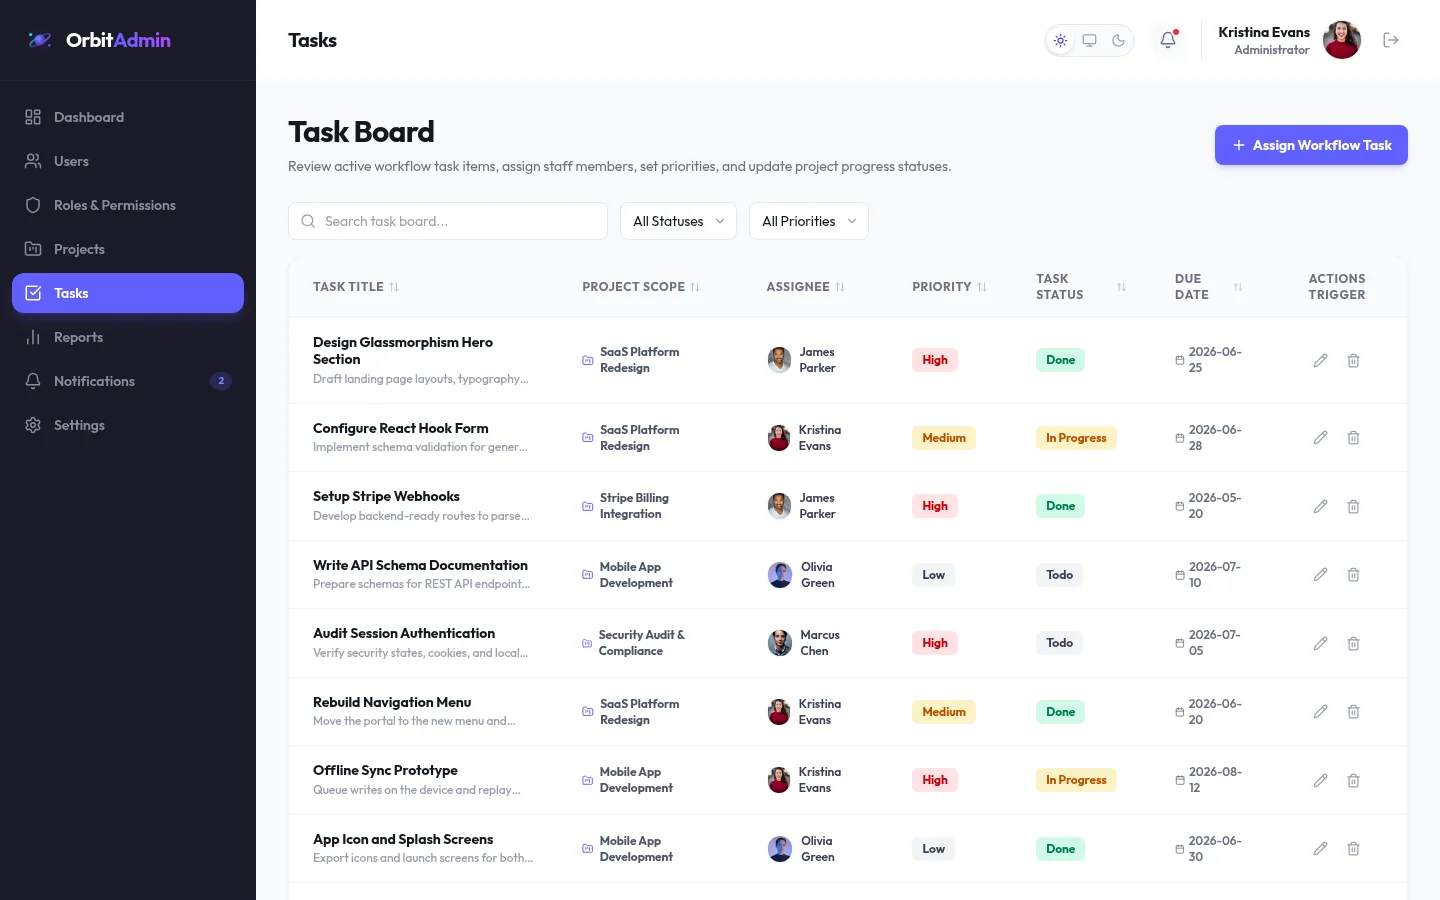 OrbitAdmin
Tasks
Kristina Evans
Administrator
Dashboard
Users
Roles & Permissions
Projects
Tasks
Reports
Notifications
2
Settings
Task Board
Review active workflow task items, assign staff members, set priorities, and update project progress statuses.
Assign Workflow Task
Search task board...
All Statuses
All Priorities
TASK TITLE
PROJECT SCOPE
ASSIGNEE
PRIORITY
TASK
STATUS
DUE
DATE
ACTIONS
TRIGGER
Design Glassmorphism Hero
Section
Draft landing page layouts, typography...
SaaS Platform
Redesign
James
Parker
High
Done
2026-06-
25
Configure React Hook Form
Implement schema validation for gener...
SaaS Platform
Redesign
Kristina
Evans
Medium
In Progress
2026-06-
28
Setup Stripe Webhooks
Develop backend-ready routes to parse...
Stripe Billing
Integration
James
Parker
High
Done
2026-05-
20
Write API Schema Documentation
Prepare schemas for REST API endpoint...
Mobile App
Development
Olivia
Green
Low
Todo
2026-07-
10
Audit Session Authentication
Verify security states, cookies, and local...
Security Audit &
Compliance
Marcus
Chen
High
Todo
2026-07-
05
Rebuild Navigation Menu
Move the portal to the new menu and...
SaaS Platform
Redesign
Kristina
Evans
Medium
Done
2026-06-
20
Offline Sync Prototype
Queue writes on the device and replay...
Mobile App
Development
Kristina
Evans
High
In Progress
2026-08-
12
App Icon and Splash Screens
Export icons and launch screens for both...
Mobile App
Development
Olivia
Green
Low
Done
2026-06-
30